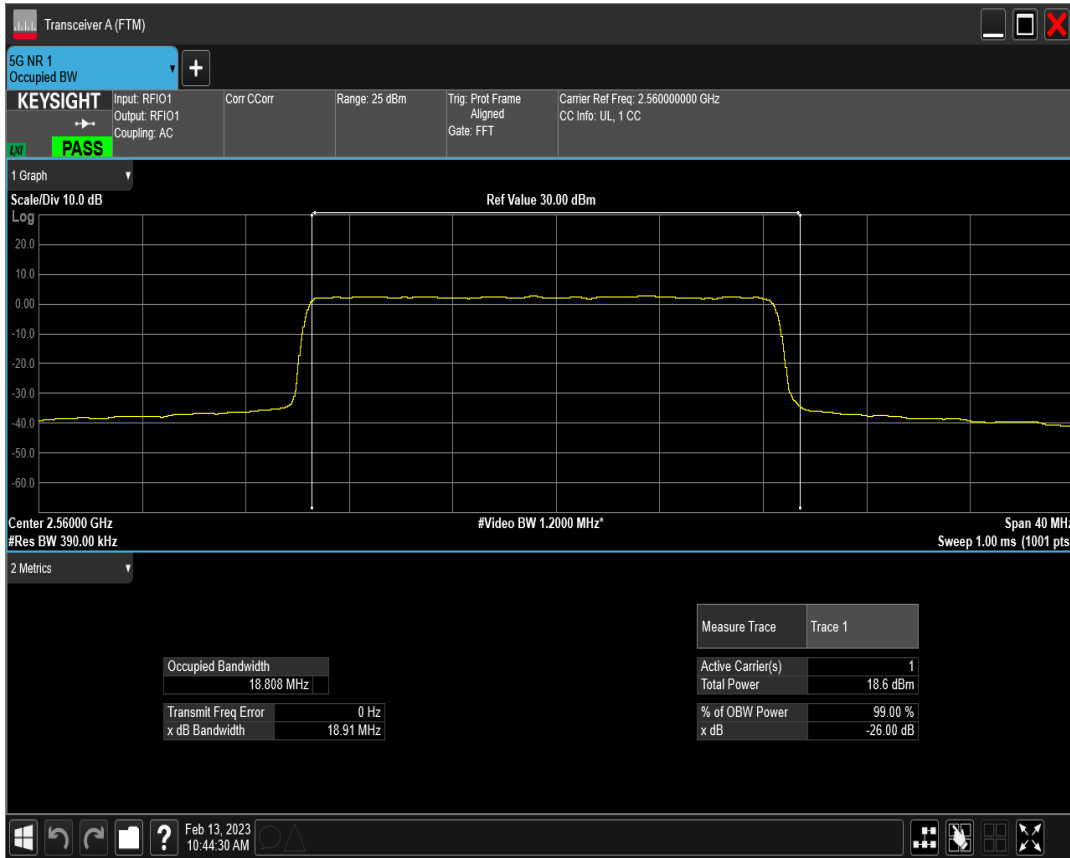 Transceiver A (FTM)
5G NR 1
Occupied BW
+
KEYSIGHT
LXI
PASS
Input: RFIO1
Output: RFIO1
Coupling: AC
Corr CCorr
Range: 25 dBm
Trig: Prot Frame
Aligned
Gate: FFT
Carrier Ref Freq: 2.560000000 GHz
CC Info: UL, 1 CC
1 Graph
Scale/Div 10.0 dB
Ref Value 30.00 dBm
Log
20.0
10.0
0.00
-10.0
-20.0
-30.0
-40.0
-50.0
-60.0
Center 2.56000 GHz
#Video BW 1.2000 MHz*
Span 40 MHz
#Res BW 390.00 kHz
Sweep 1.00 ms (1001 pts
2 Metrics
Measure Trace Trace 1
Occupied Bandwidth
18.808 MHz
Active Carrier(s) 1
Total Power 18.6 dBm
Transmit Freq Error 0 Hz
x dB Bandwidth 18.91 MHz
% of OBW Power 99.00 %
x dB -26.00 dB
?
Feb 13, 2023
10:44:30 AM